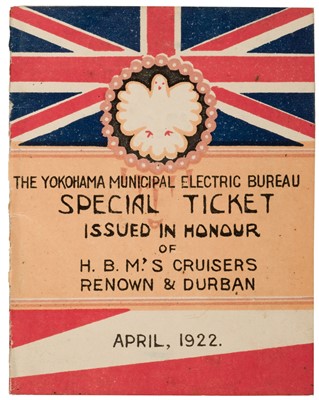 THE YOKOHAMA MUNICIPAL ELECTRIC BUREAU
SPECIAL TICKET
ISSUED IN HONOUR
OF
H. B. M.'S CRUISERS
RENOWN & DURBAN
APRIL, 1922.